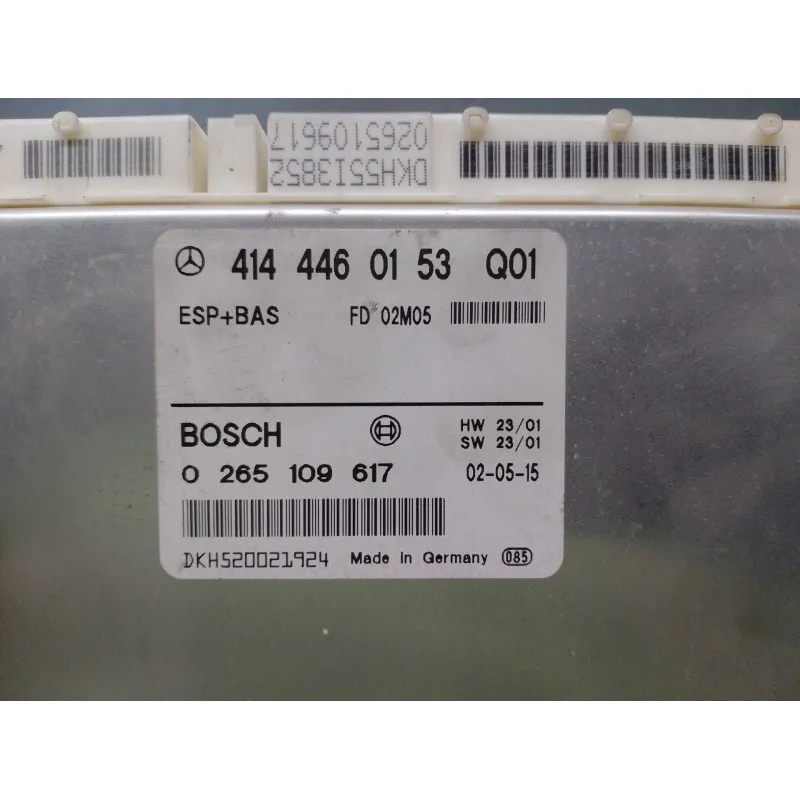 0265109617
DKH55I3852
414 446 01 53 Q01
ESP+BAS FD 02M05
BOSCH HW 23/01
SW 23/01
0 265 109 617 02-05-15
DKH520021924 Made in Germany 085